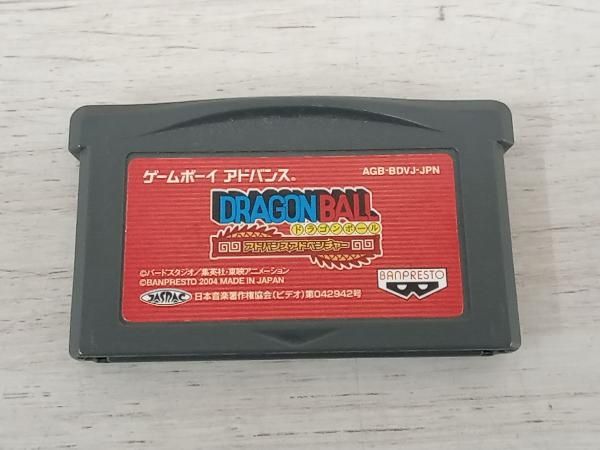 ゲームボーイ アドバンス®
AGB-BDVJ-JPN
DRAGON BALL
ドラゴンボール
アドバンスアドベンチャー
©バードスタジオ/集英社・東映アニメーション
©BANPRESTO 2004 MADE IN JAPAN
JASRAC 日本音楽著作権協会(ビデオ)第042942号
BANPRESTO